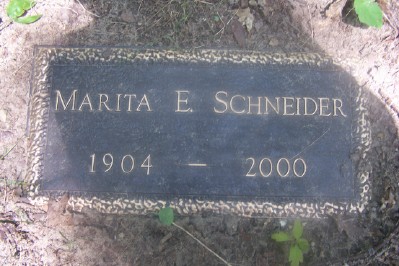 MARITA E. SCHNEIDER
1904 — 2000